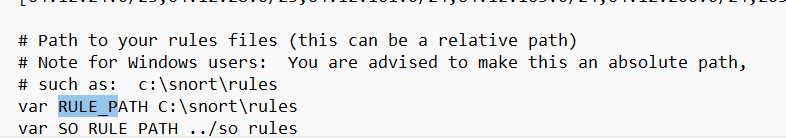 # Path to your rules files (this can be a relative path)
# Note for Windows users:  You are advised to make this an absolute path,
# such as:  c:\snort\rules
var RULE_PATH C:\snort\rules
var SO_RULE_PATH ../so_rules